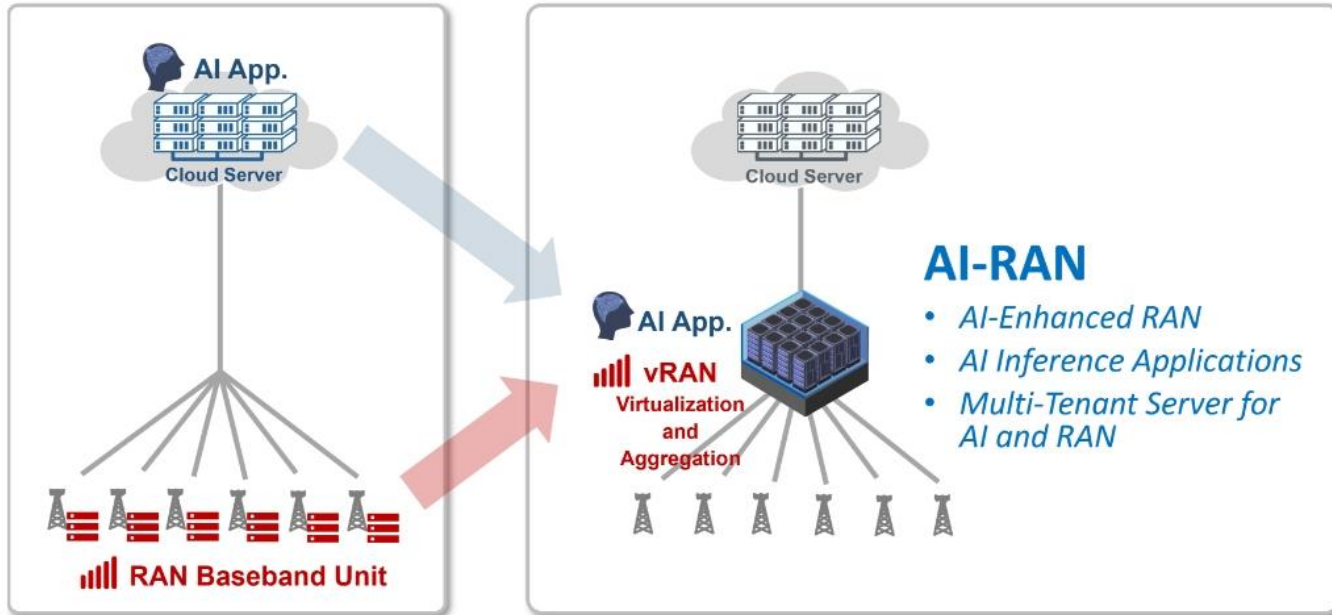 AI App.
Cloud Server
RAN Baseband Unit
Cloud Server
AI App.
vRAN
Virtualization
and
Aggregation
AI-RAN
• AI-Enhanced RAN
• AI Inference Applications
• Multi-Tenant Server for
AI and RAN